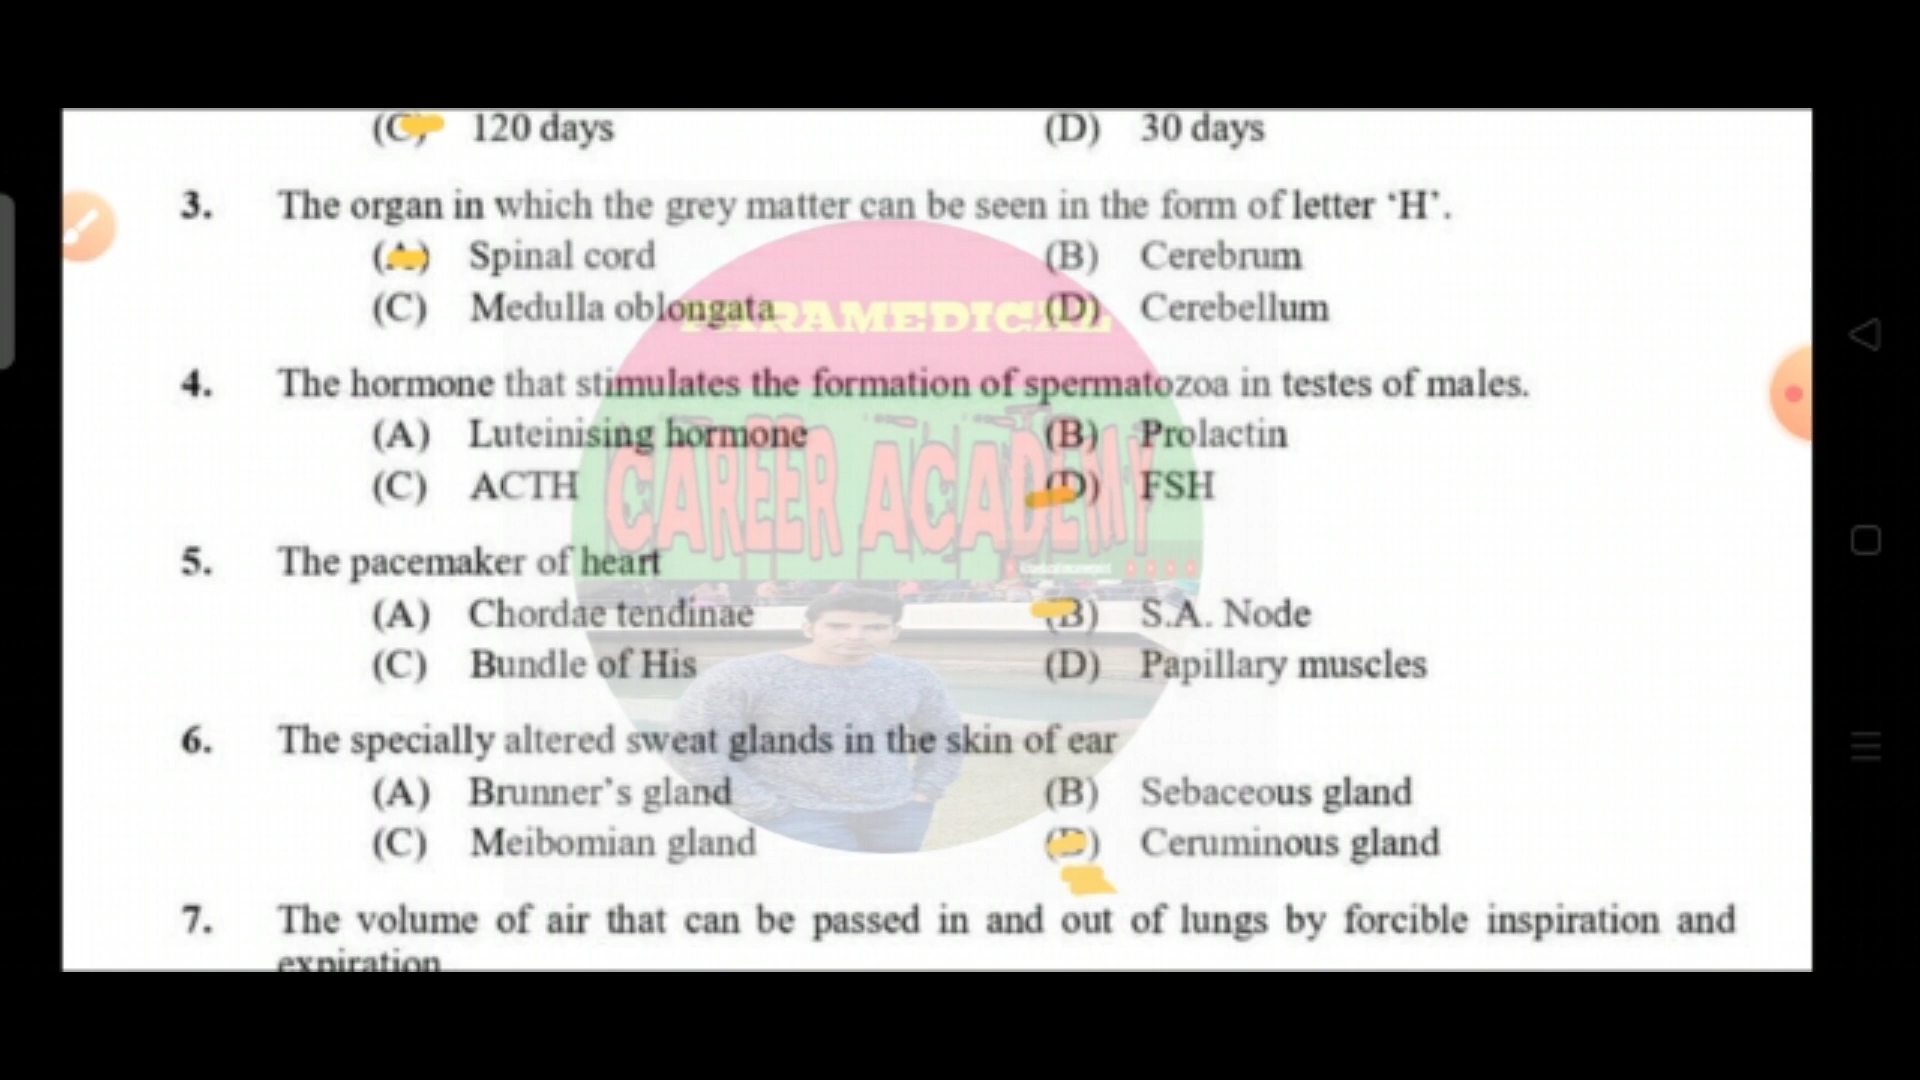 (C) 120 days (D) 30 days
3. The organ in which the grey matter can be seen in the form of letter ‘H’.
(A) Spinal cord (B) Cerebrum
(C) Medulla oblongata (D) Cerebellum
PARAMEDICAL
4. The hormone that stimulates the formation of spermatozoa in testes of males.
(A) Luteinising hormone (B) Prolactin
(C) ACTH (D) FSH
CAREER ACADEMY
5. The pacemaker of heart
(A) Chordae tendinae (B) S.A. Node
(C) Bundle of His (D) Papillary muscles
6. The specially altered sweat glands in the skin of ear
(A) Brunner’s gland (B) Sebaceous gland
(C) Meibomian gland (D) Ceruminous gland
7. The volume of air that can be passed in and out of lungs by forcible inspiration and
expiration